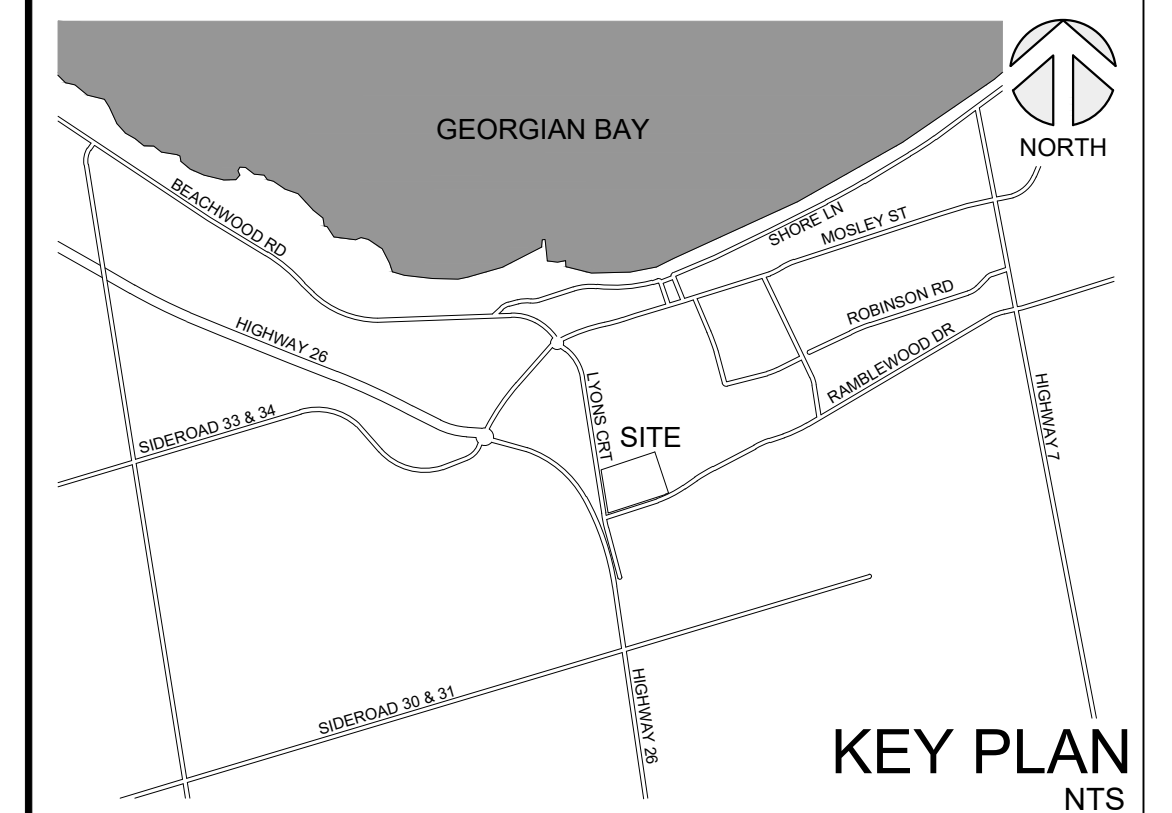 GEORGIAN BAY
NORTH
BEACHWOOD RD
SHORE LN
MOSLEY ST
HIGHWAY 26
ROBINSON RD
RAMBLEWOOD DR
LYONS CRT
HIGHWAY 7
SIDEROAD 33 & 34
SITE
SIDEROAD 30 & 31
HIGHWAY 26
KEY PLAN
NTS